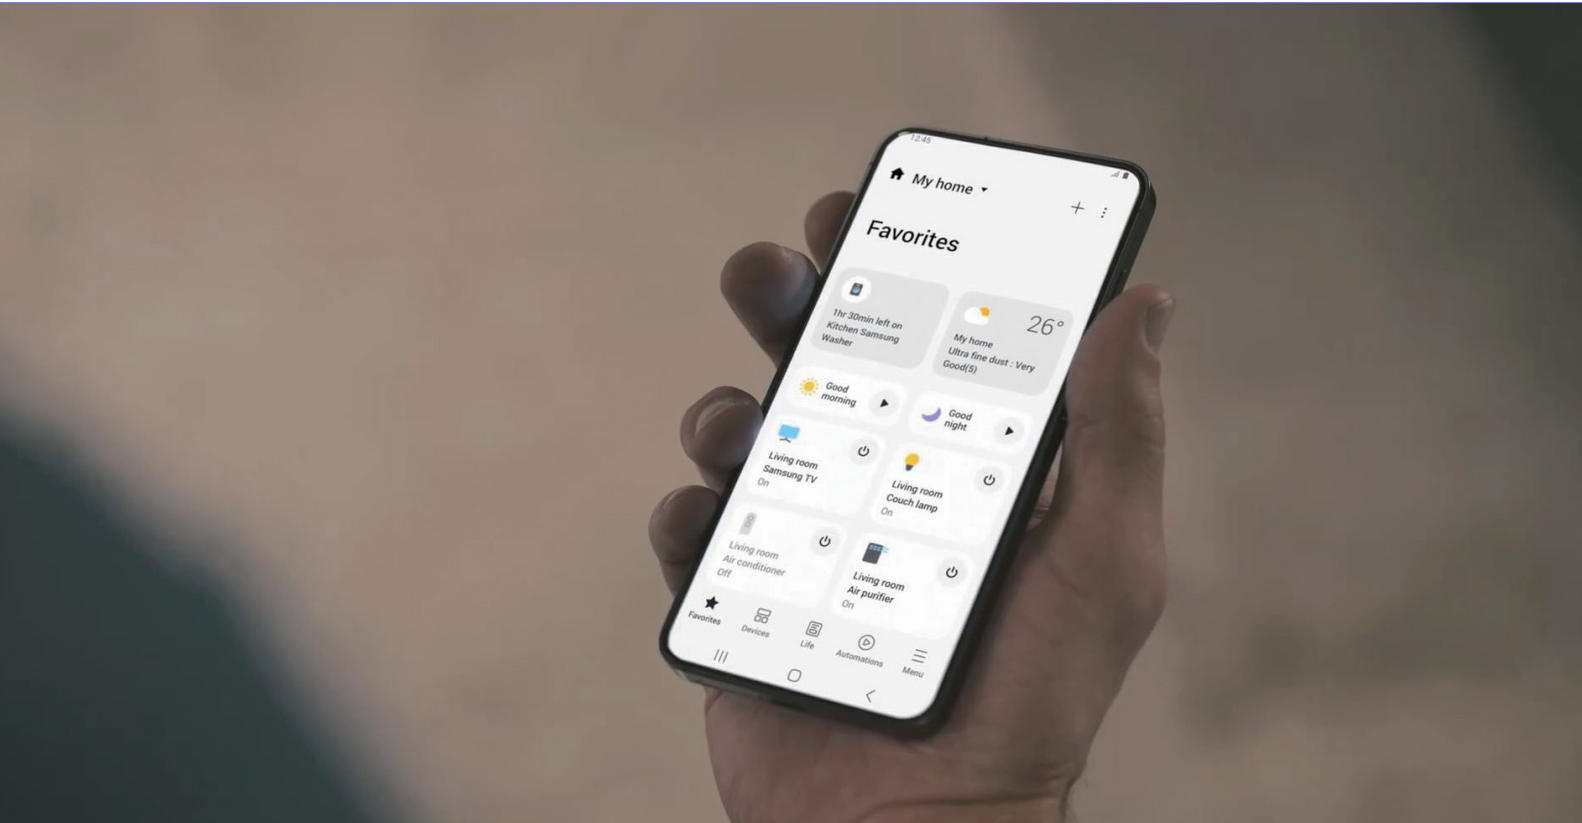 12:45
My home
Favorites
1hr 30min left on
Kitchen Samsung
Washer
26°
My home
Ultra fine dust : Very
Good(5)
Good
morning
Good
night
Living room
Samsung TV
On
Living room
Couch lamp
On
Living room
Air conditioner
Off
Living room
Air purifier
On
Favorites
Devices
Life
Automations
Menu